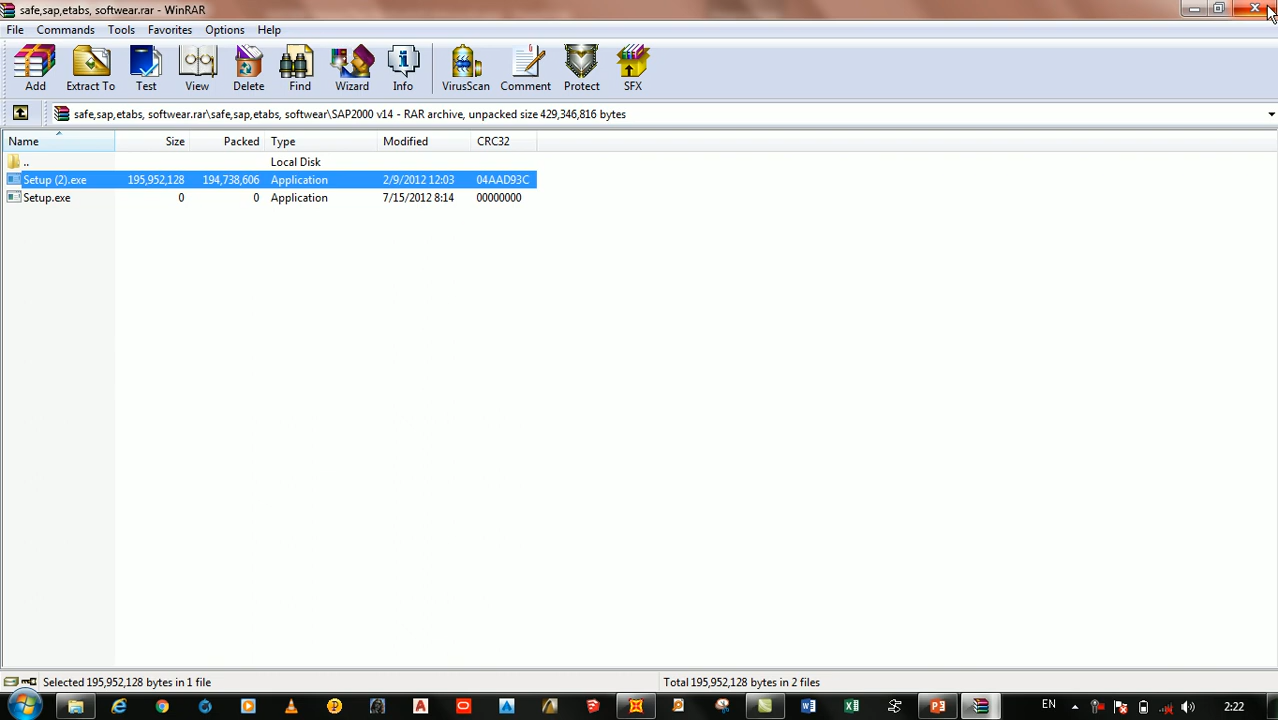 safe,sap,etabs, softwear.rar - WinRAR
File Commands Tools Favorites Options Help
Add Extract To Test View Delete Find Wizard Info VirusScan Comment Protect SFX
safe,sap,etabs, softwear.rar\safe,sap,etabs, softwear\SAP2000 v14 - RAR archive, unpacked size 429,346,816 bytes
Name Size Packed Type Modified CRC32
.. Local Disk
Setup (2).exe 195,952,128 194,738,606 Application 2/9/2012 12:03 04AAD93C
Setup.exe 0 0 Application 7/15/2012 8:14 00000000
Selected 195,952,128 bytes in 1 file Total 195,952,128 bytes in 2 files
EN 2:22